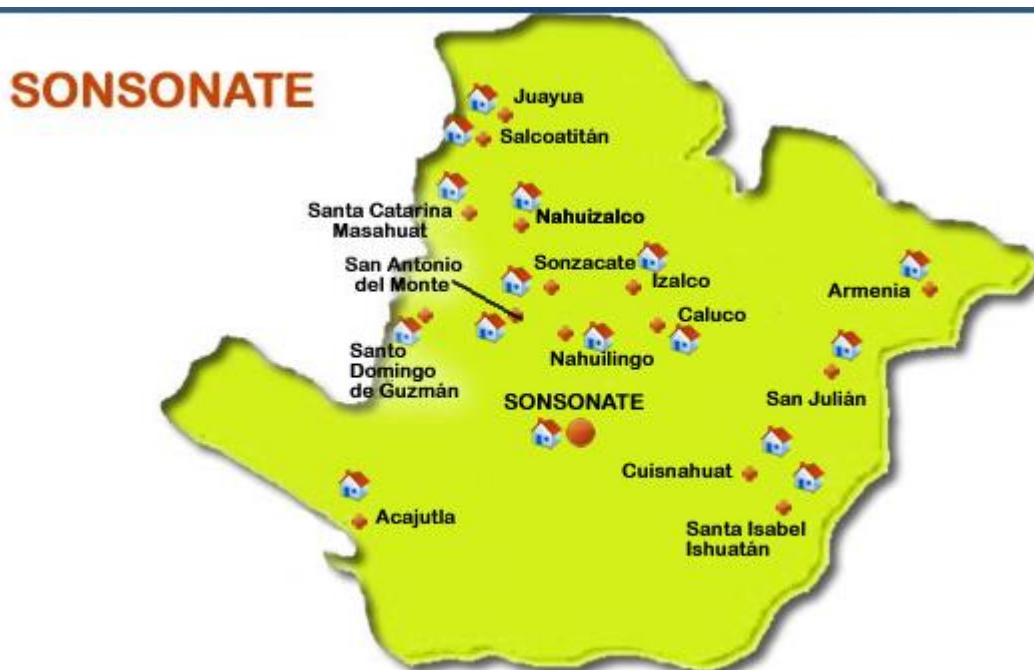 SONSONATE
Juayua
Salcoatitán
Santa Catarina
Masahuat
Nahuizalco
San Antonio
del Monte
Sonzacate
Izalco
Armenia
Caluco
Santo
Domingo
de Guzmán
Nahuilingo
San Julián
SONSONATE
Cuisnahuat
Acajutla
Santa Isabel
Ishuatán